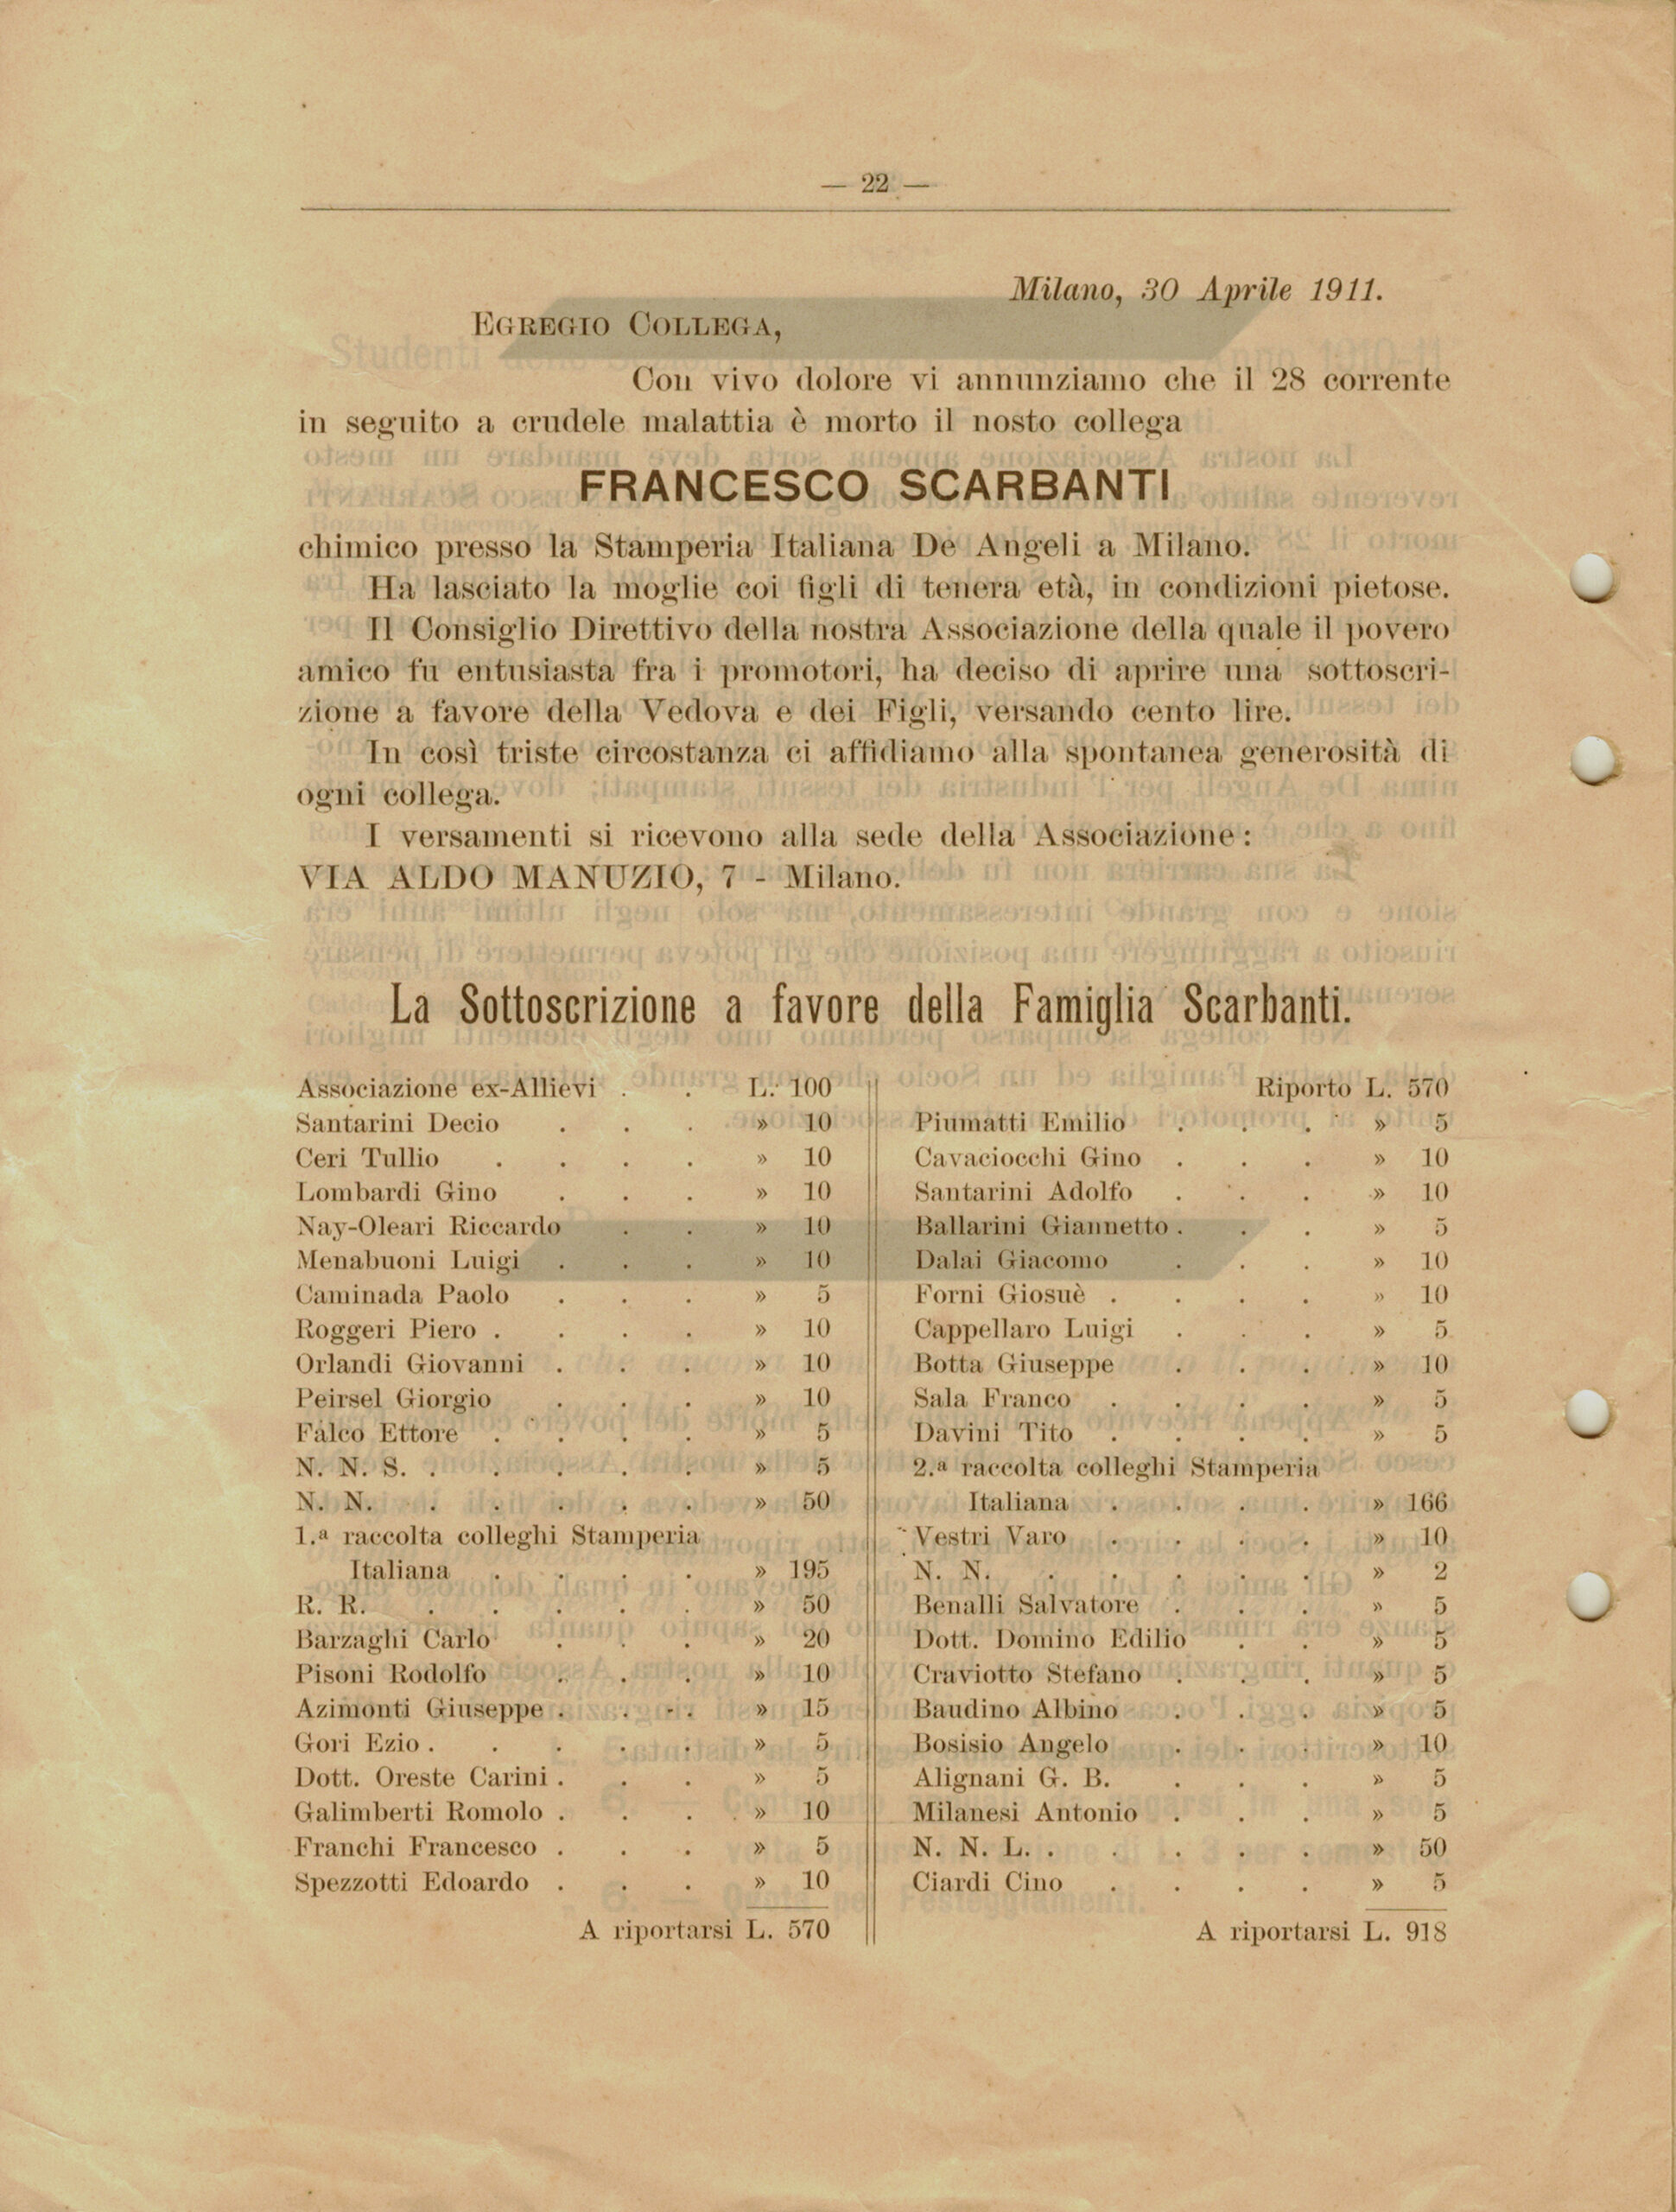 — 22 —
Milano, 30 Aprile 1911.
EGREGIO COLLEGA,
Con vivo dolore vi annunziamo che il 28 corrente
in seguito a crudele malattia è morto il nosto collega
FRANCESCO SCARBANTI
chimico presso la Stamperia Italiana De Angeli a Milano.
Ha lasciato la moglie coi figli di tenera età, in condizioni pietose.
Il Consiglio Direttivo della nostra Associazione della quale il povero
amico fu entusiasta fra i promotori, ha deciso di aprire una sottoscri-
zione a favore della Vedova e dei Figli, versando cento lire.
In così triste circostanza ci affidiamo alla spontanea generosità di
ogni collega.
I versamenti si ricevono alla sede della Associazione:
VIA ALDO MANUZIO, 7 - Milano.
La Sottoscrizione a favore della Famiglia Scarbanti.
Associazione ex-Allievi . . L. 100
Santarini Decio . . . » 10
Ceri Tullio . . . . » 10
Lombardi Gino . . . » 10
Nay-Oleari Riccardo . . » 10
Menabuoni Luigi . . . » 10
Caminada Paolo . . . » 5
Roggeri Piero . . . . » 10
Orlandi Giovanni . . . » 10
Peirsel Giorgio . . . » 10
Falco Ettore . . . . » 5
N. N. S. . . . . . » 5
N. N. . . . . . » 50
1.ª raccolta colleghi Stamperia
Italiana . . . . » 195
R. R. . . . . . » 50
Barzaghi Carlo . . . » 20
Pisoni Rodolfo . . . » 10
Azimonti Giuseppe . . . » 15
Gori Ezio . . . . . » 5
Dott. Oreste Carini . . . » 5
Galimberti Romolo . . . » 10
Franchi Francesco . . . » 5
Spezzotti Edoardo . . . » 10
A riportarsi L. 570
Riporto L. 570
Piumatti Emilio . . . » 5
Cavaciocchi Gino . . . » 10
Santarini Adolfo . . . » 10
Ballarini Giannetto . . . » 5
Dalai Giacomo . . . » 10
Forni Giosuè . . . . » 10
Cappellaro Luigi . . . » 5
Botta Giuseppe . . . » 10
Sala Franco . . . . » 5
Davini Tito . . . . » 5
2.ª raccolta colleghi Stamperia
Italiana . . . . » 166
Vestri Varo . . . . » 10
N. N. . . . . . » 2
Benalli Salvatore . . . » 5
Dott. Domino Edilio . . » 5
Craviotto Stefano . . . » 5
Baudino Albino . . . » 5
Bosisio Angelo . . . » 10
Alignani G. B. . . . » 5
Milanesi Antonio . . . » 5
N. N. L. . . . . . » 50
Ciardi Cino . . . . » 5
A riportarsi L. 918